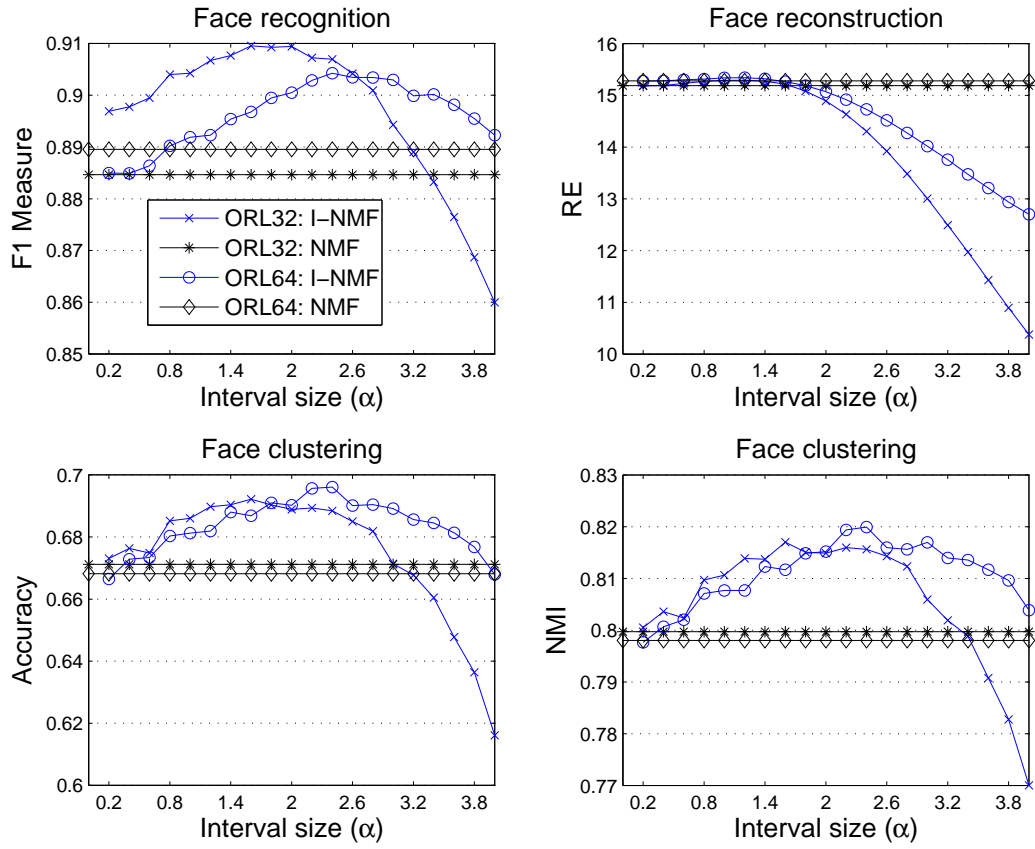 Face recognition
0.91
0.9
0.89
0.88
0.87
0.86
0.85
F1 Measure
ORL32: I−NMF
ORL32: NMF
ORL64: I−NMF
ORL64: NMF
0.2 0.8 1.4 2 2.6 3.2 3.8
Interval size (α)
Face reconstruction
16
15
14
13
12
11
10
RE
0.2 0.8 1.4 2 2.6 3.2 3.8
Interval size (α)
Face clustering
0.7
0.68
0.66
0.64
0.62
0.6
Accuracy
0.2 0.8 1.4 2 2.6 3.2 3.8
Interval size (α)
Face clustering
0.83
0.82
0.81
0.8
0.79
0.78
0.77
NMI
0.2 0.8 1.4 2 2.6 3.2 3.8
Interval size (α)